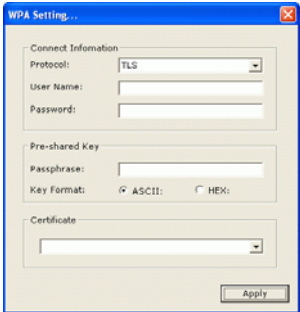 WPA Setting...
Connect Infomation
Protocol: TLS
User Name:
Password:
Pre-shared Key
Passphrase:
Key Format: ASCII: HEX:
Certificate
Apply